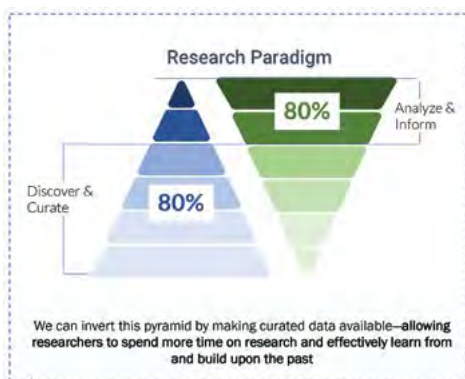 Research Paradigm
80%
Analyze &
Inform
Discover &
Curate
80%
We can invert this pyramid by making curated data available—allowing
researchers to spend more time on research and effectively learn from
and build upon the past